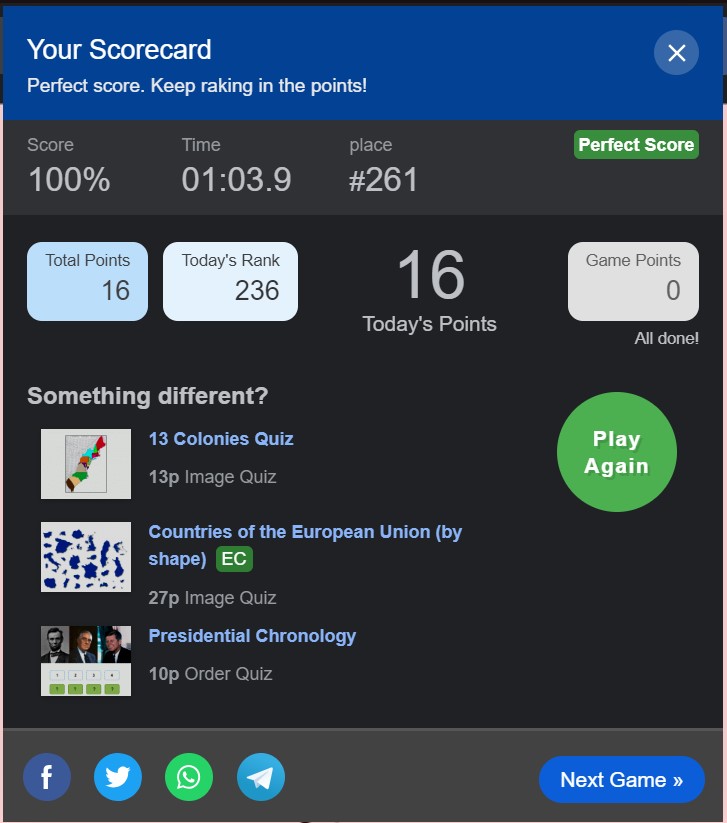 Your Scorecard
Perfect score. Keep raking in the points!
Score
Time
place
Perfect Score
100%
01:03.9
#261
Total Points
16
Today's Rank
236
16
Today's Points
Game Points
0
All done!
Something different?
13 Colonies Quiz
13p Image Quiz
Countries of the European Union (by
shape) EC
27p Image Quiz
Presidential Chronology
10p Order Quiz
Play
Again
Next Game »